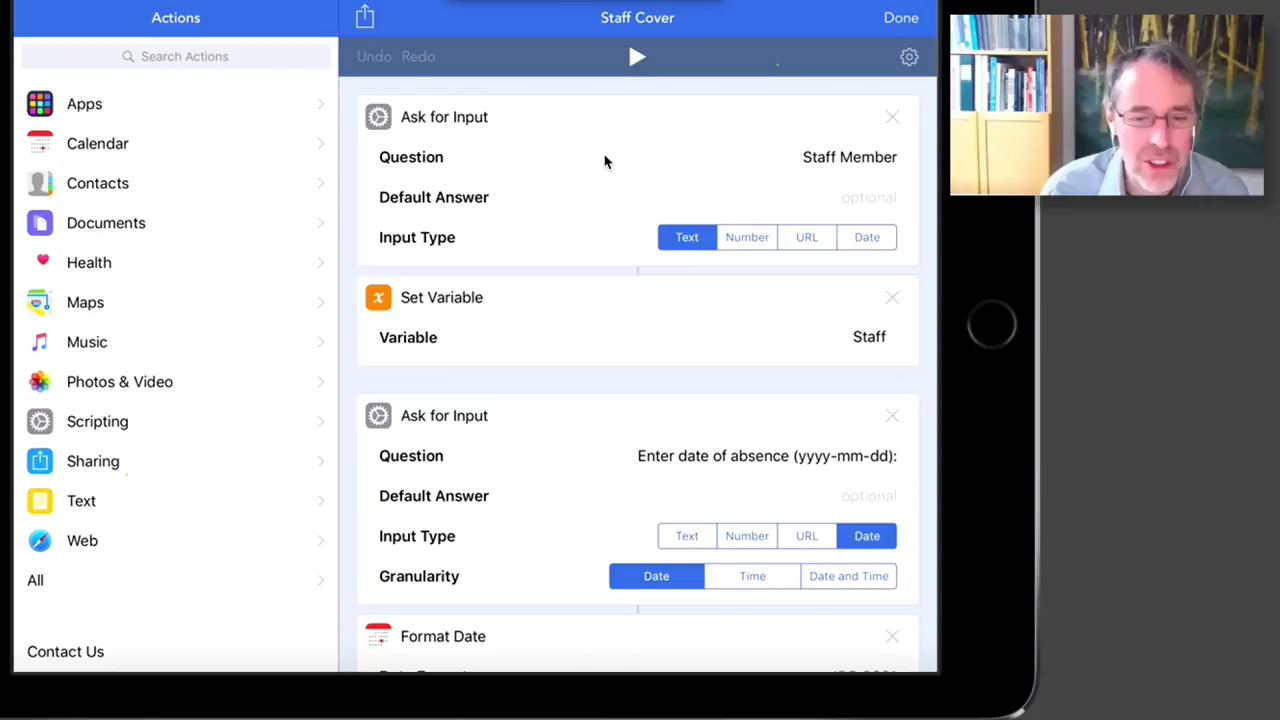 Actions
Search Actions
Apps
Calendar
Contacts
Documents
Health
Maps
Music
Photos & Video
Scripting
Sharing
Text
Web
All
Contact Us
Staff Cover
Done
Undo Redo
Ask for Input
Question Staff Member
Default Answer optional
Input Type Text Number URL Date
x Set Variable
Variable Staff
Ask for Input
Question Enter date of absence (yyyy-mm-dd):
Default Answer optional
Input Type Text Number URL Date
Granularity Date Time Date and Time
Format Date